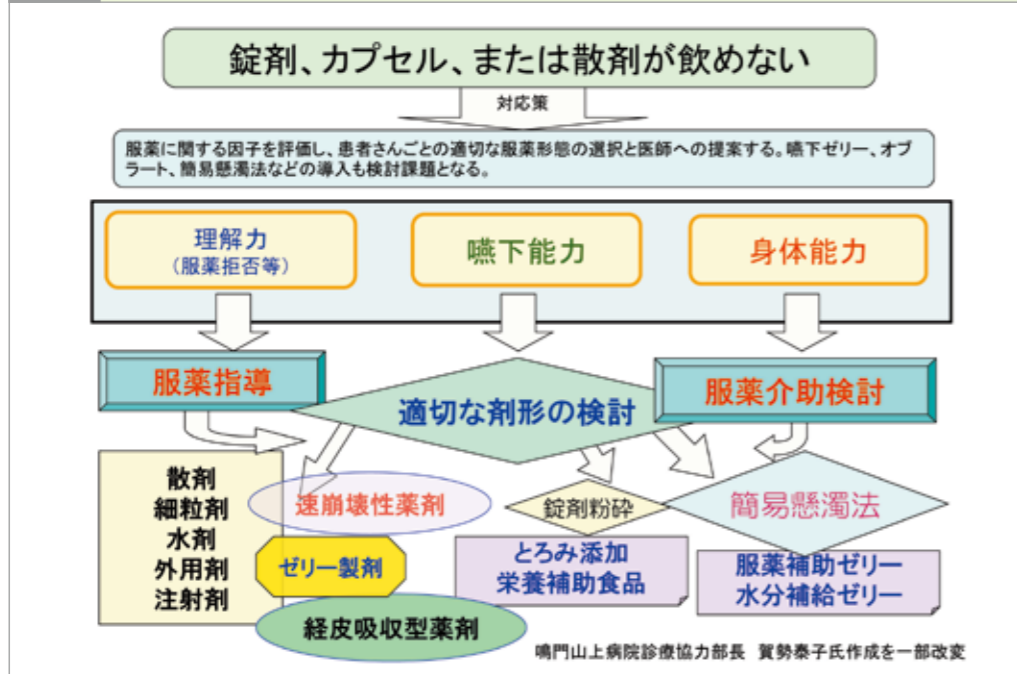 錠剤、カプセル、または散剤が飲めない
対応策
服薬に関する因子を評価し、患者さんごとの適切な服薬形態の選択と医師への提案する。嚥下ゼリー、オブ
ラート、簡易懸濁法などの導入も検討課題となる。
理解力
(服薬拒否等)
嚥下能力
身体能力
服薬指導
適切な剤形の検討
服薬介助検討
散剤
細粒剤
水剤
外用剤
注射剤
速崩壊性薬剤
ゼリー製剤
経皮吸収型薬剤
錠剤粉砕
とろみ添加
栄養補助食品
簡易懸濁法
服薬補助ゼリー
水分補給ゼリー
鳴門山上病院診療協力部長 賀勢泰子氏作成を一部改変